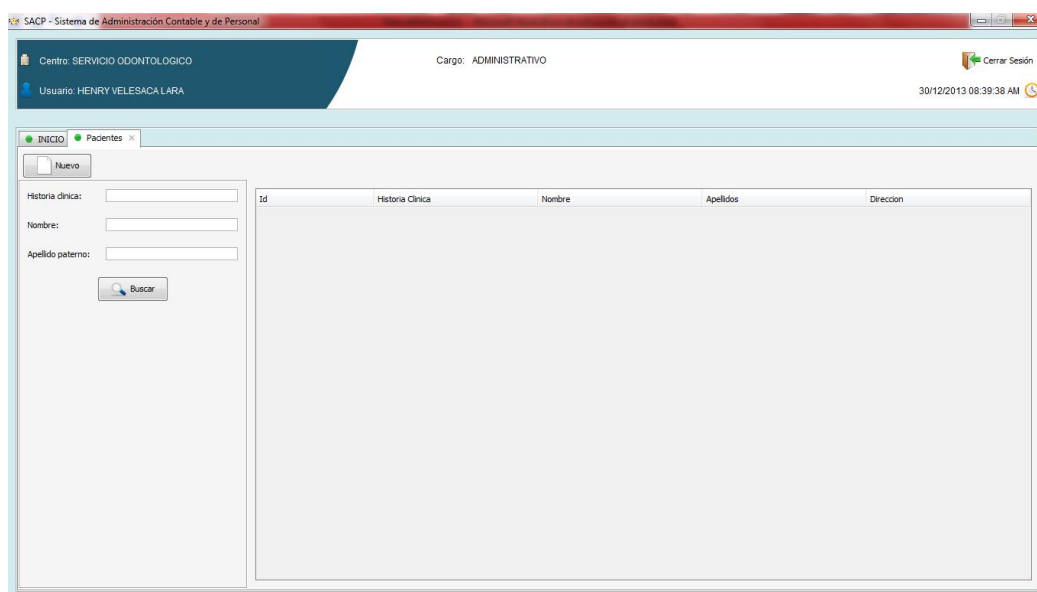 SACP - Sistema de Administración Contable y de Personal
Centro: SERVICIO ODONTOLOGICO
Cargo: ADMINISTRATIVO
Cerrar Sesión
Usuario: HENRY VELESACA LARA
30/12/2013 08:39:38 AM
INICIO
Pacientes
Nuevo
Historia clinica:
Nombre:
Apellido paterno:
Buscar
Id Historia Clinica Nombre Apellidos Direccion